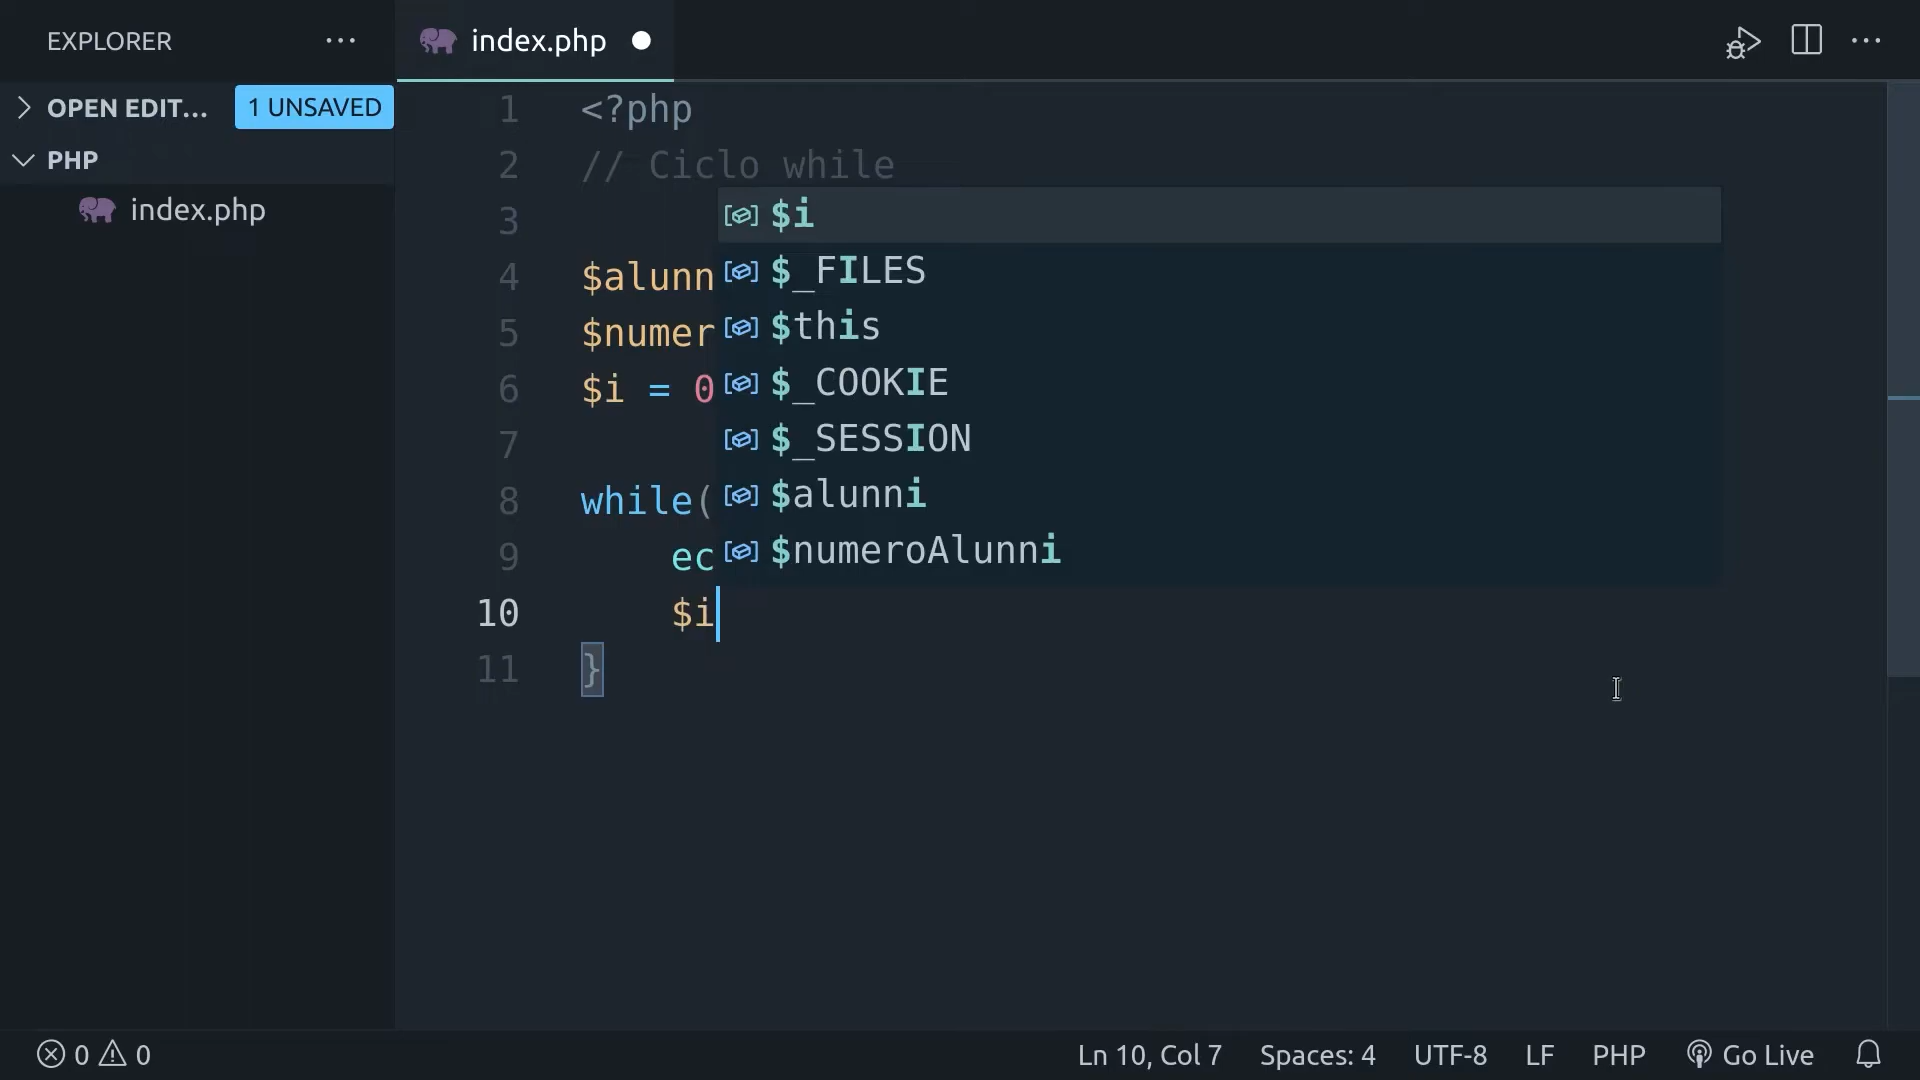 EXPLORER
index.php
OPEN EDIT...
1 UNSAVED
PHP
index.php
1 <?php
2 // Ciclo while
3
4 $alunn
5 $numer
6 $i = 0
7
8 while(
9 ec
10 $i
11 }
$i
$_FILES
$this
$_COOKIE
$_SESSION
$alunni
$numeroAlunni
0 0
Ln 10, Col 7
Spaces: 4
UTF-8
LF
PHP
Go Live